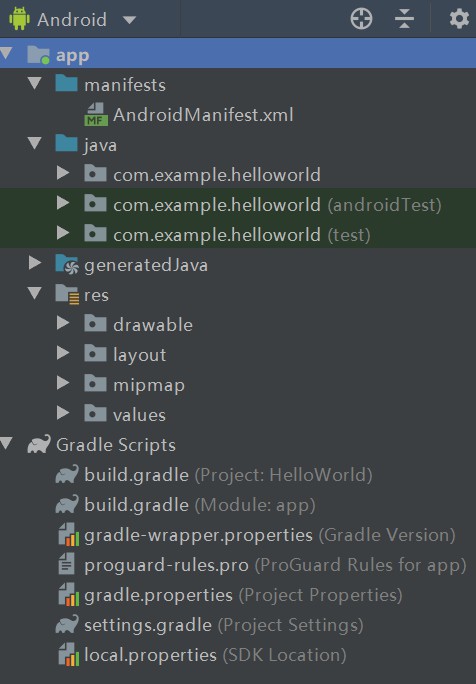 Android
app
manifests
MF AndroidManifest.xml
java
com.example.helloworld
com.example.helloworld (androidTest)
com.example.helloworld (test)
generatedJava
res
drawable
layout
mipmap
values
Gradle Scripts
build.gradle (Project: HelloWorld)
build.gradle (Module: app)
gradle-wrapper.properties (Gradle Version)
proguard-rules.pro (ProGuard Rules for app)
gradle.properties (Project Properties)
settings.gradle (Project Settings)
local.properties (SDK Location)